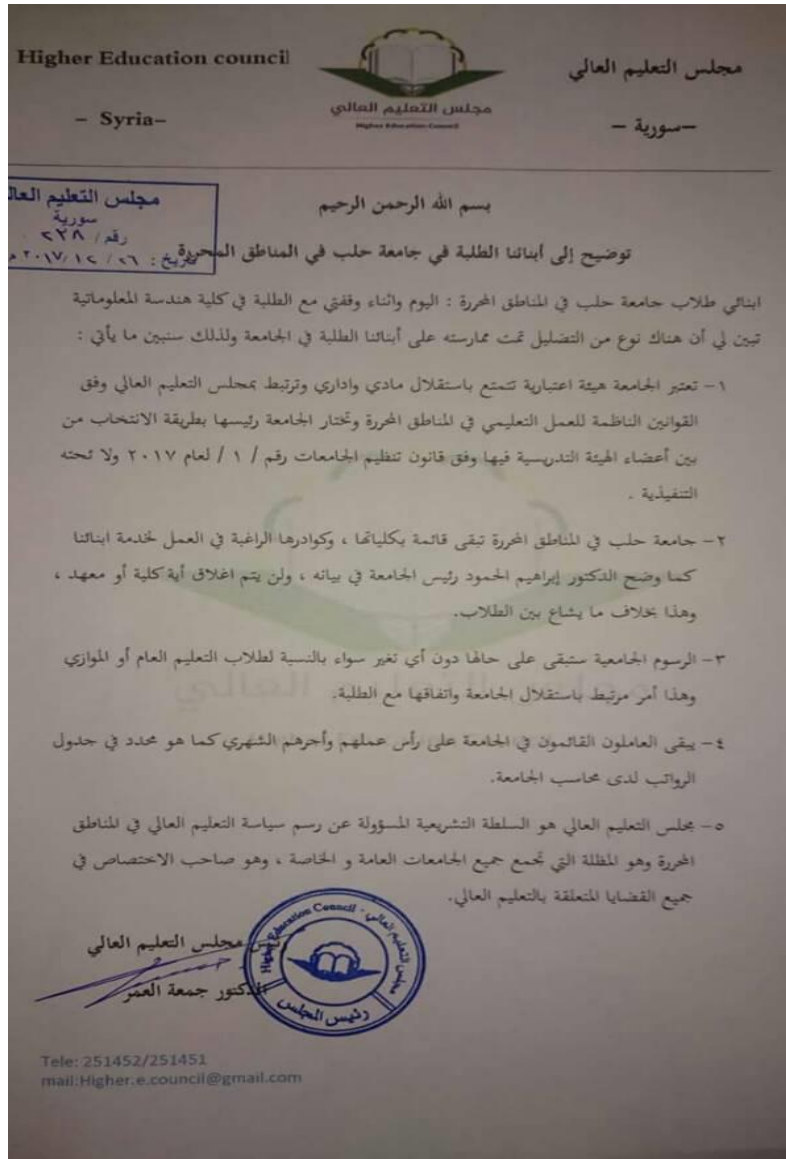 Higher Education council
– Syria–
مجلس التعليم العالي
Higher Education Council
مجلس التعليم العالي
–سورية –
مجلس التعليم العال
سورية
رقم / ٢٣٨
تاريخ : ٢٦ / ١٢ / ٢٠١٧ م
بسم الله الرحمن الرحيم
توضيح إلى أبنائنا الطلبة في جامعة حلب في المناطق المحررة
ابنائي طلاب جامعة حلب في المناطق المحررة : اليوم واثناء وقفتي مع الطلبة في كلية هندسة المعلوماتية
تبين لي أن هناك نوع من التضليل تمت ممارسته على أبنائنا الطلبة في الجامعة ولذلك سنبين ما يأتي :
١– تعتبر الجامعة هيئة اعتبارية تتمتع باستقلال مادي واداري وترتبط بمجلس التعليم العالي وفق
القوانين الناظمة للعمل التعليمي في المناطق المحررة وتختار الجامعة رئيسها بطريقة الانتخاب من
بين أعضاء الهيئة التدريسية فيها وفق قانون تنظيم الجامعات رقم / ١ / لعام ٢٠١٧ ولا ئحته
التنفيذية .
٢– جامعة حلب في المناطق المحررة تبقى قائمة بكلياتها ، وكوادرها الراغبة في العمل لخدمة ابنائنا
كما وضح الدكتور إبراهيم الحمود رئيس الجامعة في بيانه ، ولن يتم اغلاق أية كلية أو معهد ،
وهذا بخلاف ما يشاع بين الطلاب.
٣– الرسوم الجامعية ستبقى على حالها دون أي تغير سواء بالنسبة لطلاب التعليم العام أو الموازي
وهذا أمر مرتبط باستقلال الجامعة واتفاقها مع الطلبة.
٤– يبقى العاملون القائمون في الجامعة على رأس عملهم وأجرهم الشهري كما هو محدد في جدول
الرواتب لدى محاسب الجامعة.
٥– مجلس التعليم العالي هو السلطة التشريعية المسؤولة عن رسم سياسة التعليم العالي في المناطق
المحررة وهو المظلة التي تجمع جميع الجامعات العامة و الخاصة ، وهو صاحب الاختصاص في
جميع القضايا المتعلقة بالتعليم العالي.
مجلس التعليم العالي
الدكتور جمعة العمر
Higher Education Council - مجلس التعليم العالي
رئيس المجلس
Tele: 251452/251451
mail:Higher.e.council@gmail.com